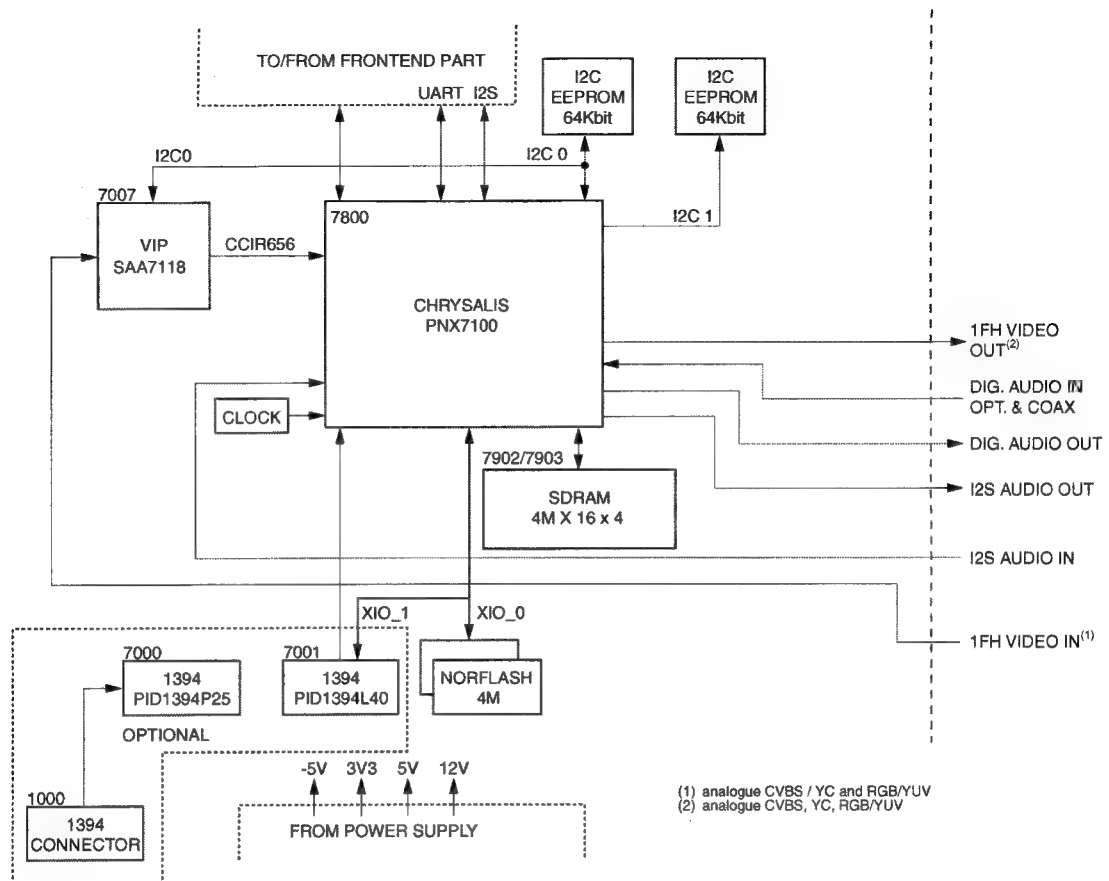 TO/FROM FRONTEND PART
UART I2S
I2C
EEPROM
64Kbit
I2C
EEPROM
64Kbit
I2C0
I2C 0
7007
VIP
SAA7118
CCIR656
7800
CHRYSALIS
PNX7100
I2C 1
1FH VIDEO
OUT(2)
DIG. AUDIO IN
OPT. & COAX
CLOCK
DIG. AUDIO OUT
7902/7903
SDRAM
4M X 16 x 4
I2S AUDIO OUT
I2S AUDIO IN
XIO_1
XIO_0
1FH VIDEO IN(1)
7000
1394
PID1394P25
OPTIONAL
7001
1394
PID1394L40
NORFLASH
4M
-5V 3V3 5V 12V
FROM POWER SUPPLY
1000
1394
CONNECTOR
(1) analogue CVBS / YC and RGB/YUV
(2) analogue CVBS, YC, RGB/YUV